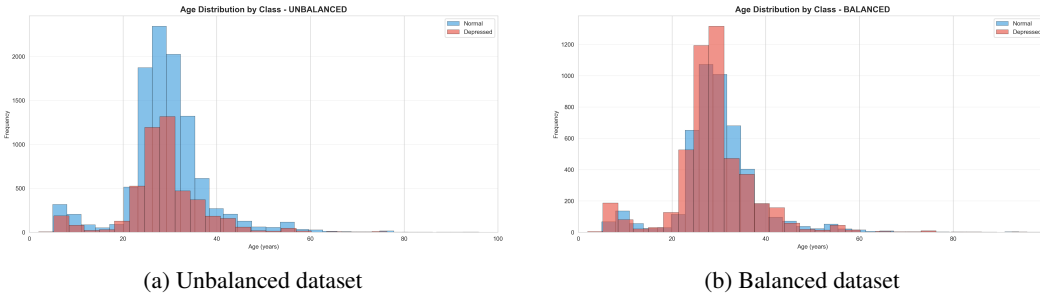 Age Distribution by Class - UNBALANCED
Normal
Depressed
2000
1500
1000
500
0
Frequency
0 20 40 60 80 100
Age (years)
(a) Unbalanced dataset
Age Distribution by Class - BALANCED
Normal
Depressed
1200
1000
800
600
400
200
0
Frequency
0 20 40 60 80
Age (years)
(b) Balanced dataset